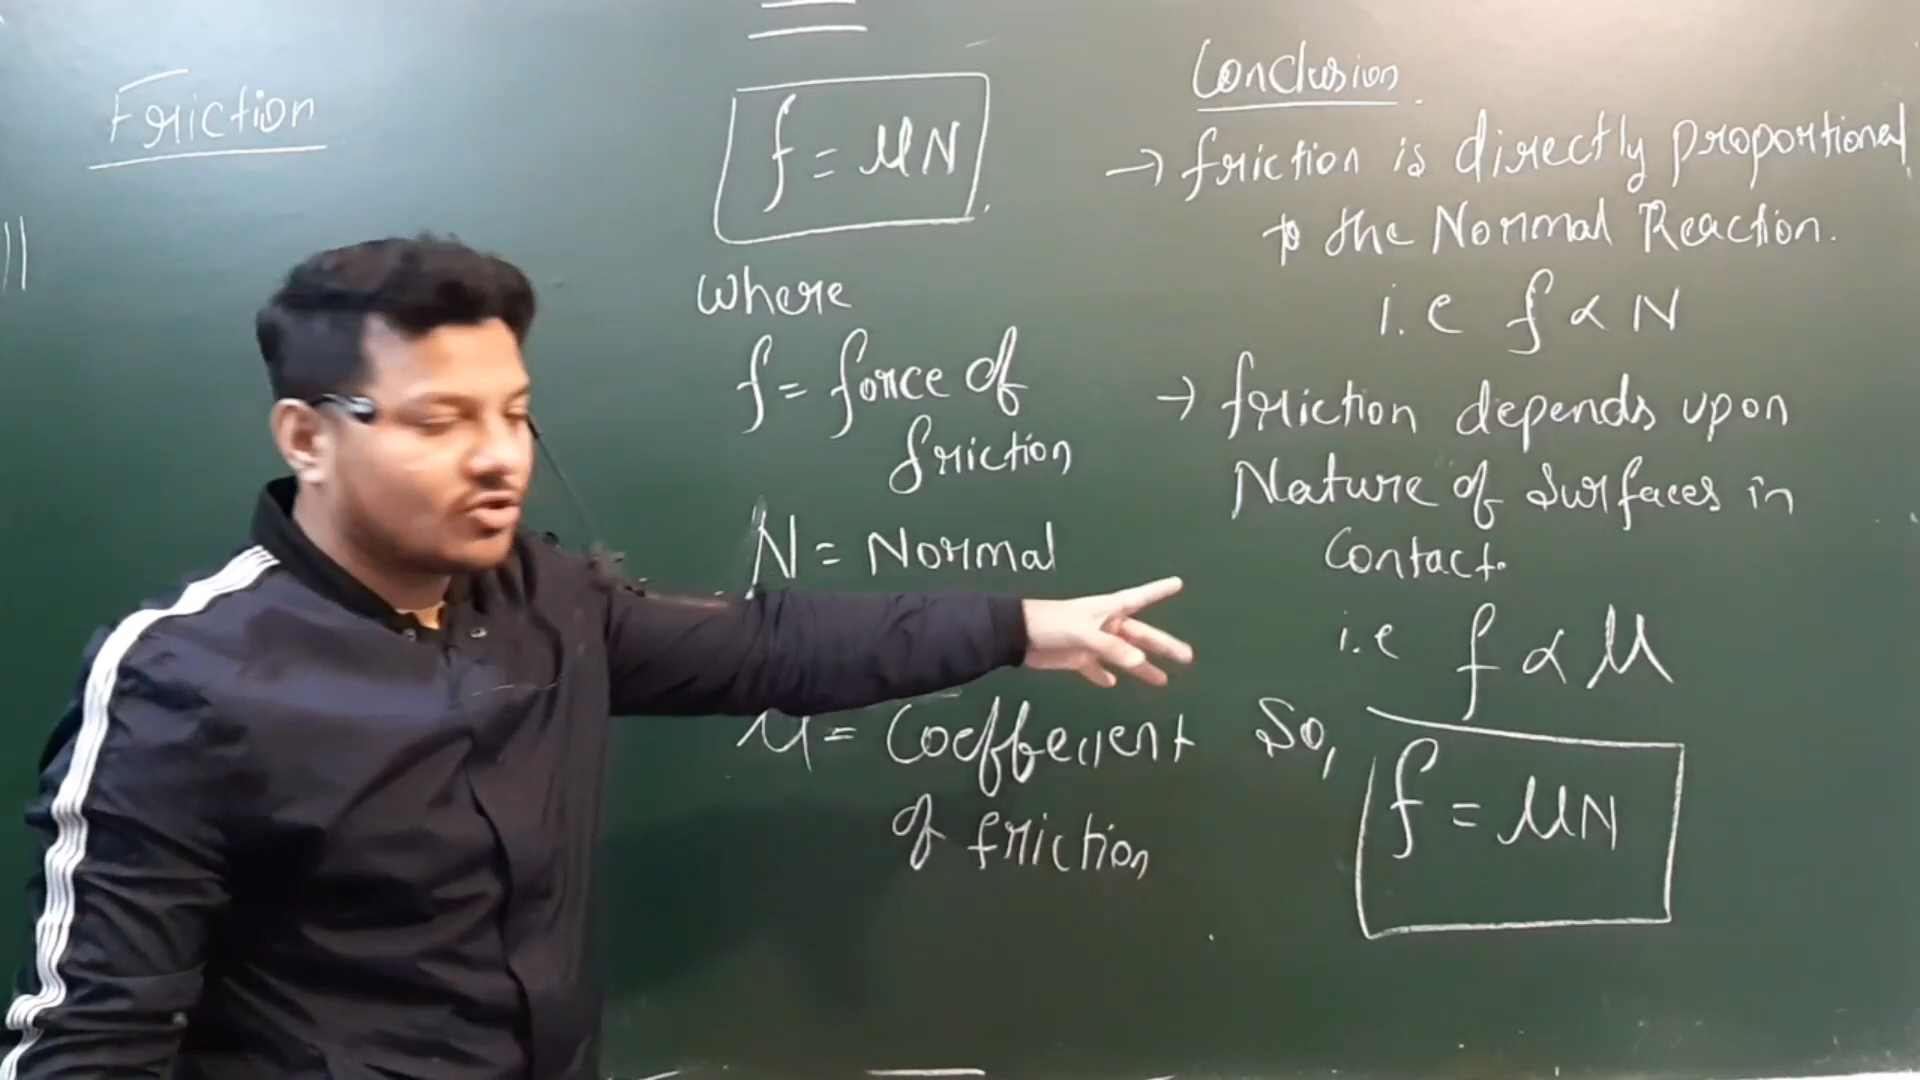 Friction
f = μN
where
f = force of
friction
N = Normal
μ = Coefficient
of friction
Conclusion
→ friction is directly proportional
to the Normal Reaction.
i.e f ∝ N
→ friction depends upon
Nature of Surfaces in
Contact.
i.e f ∝ μ
So,
f = μN